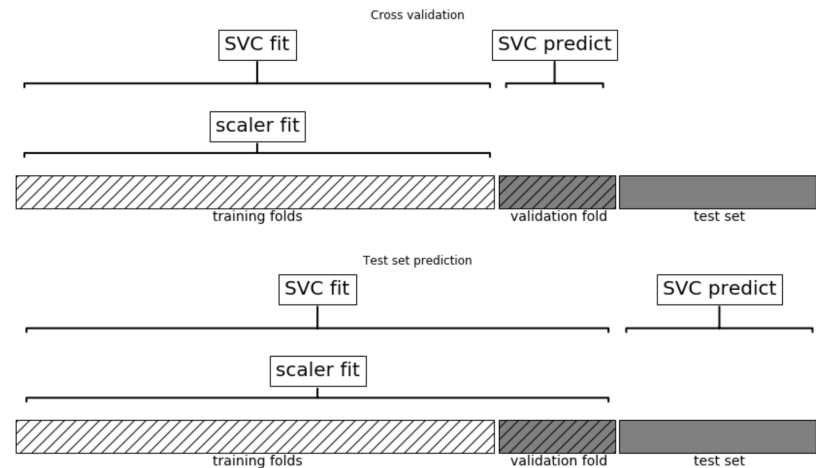 Cross validation
SVC fit
SVC predict
scaler fit
training folds
validation fold
test set
Test set prediction
SVC fit
SVC predict
scaler fit
training folds
validation fold
test set